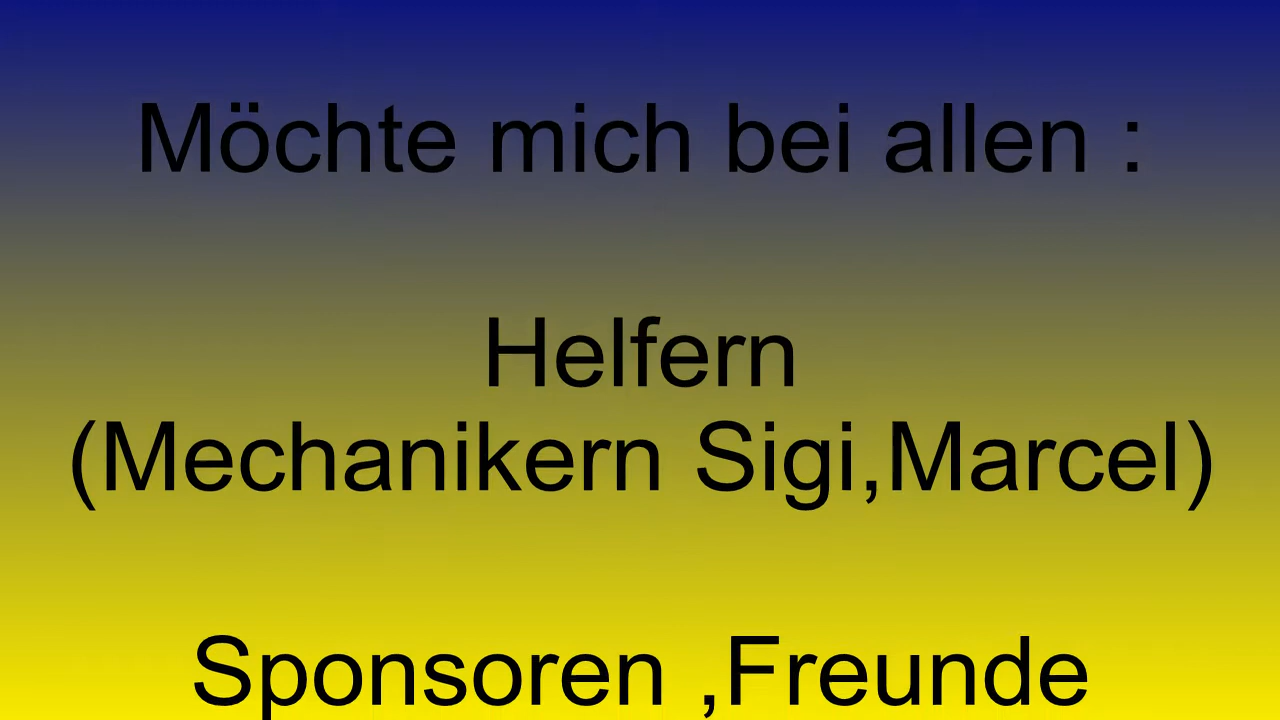 Möchte mich bei allen :
Helfern
(Mechanikern Sigi,Marcel)
Sponsoren ,Freunde